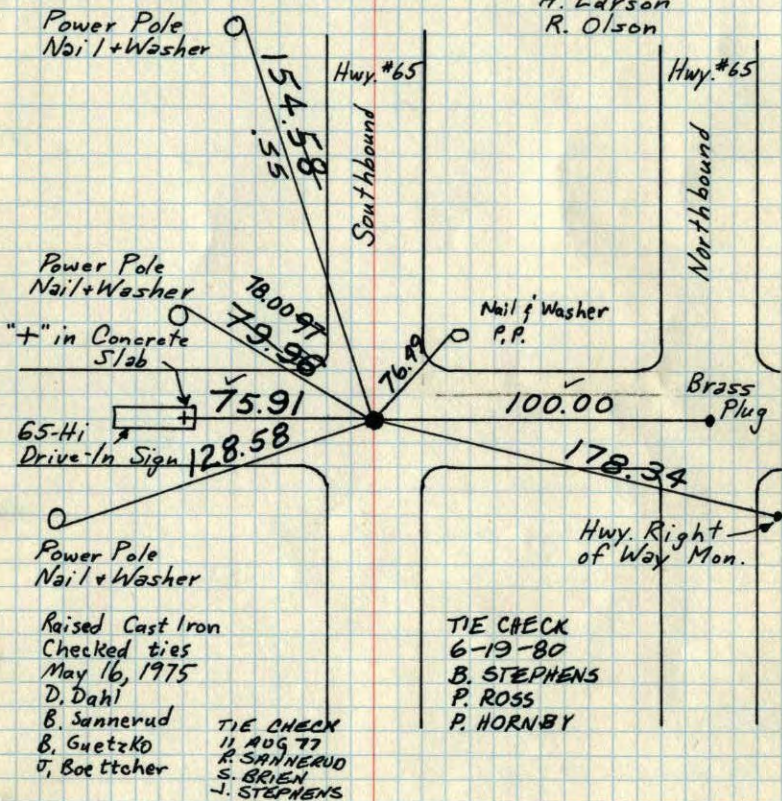 H. Larson
R. Olson
Power Pole
Nail + Washer
Hwy. #65
Hwy. #65
154.58
.55
Southbound
Northbound
Power Pole
Nail + Washer
78.00 97
79.98
Nail & Washer
P.P.
76.49
"+" in Concrete
Slab
75.91
100.00
Brass
Plug
65-Hi
Drive-In Sign
128.58
178.34
Hwy. Right
of Way Mon.
Power Pole
Nail + Washer
Raised Cast Iron
Checked ties
May 16, 1975
D. Dahl
B. Sannerud
B. Guetzko
J. Boettcher
TIE CHECK
11 AUG 77
R. SANNERUD
S. BRIEN
J. STEPHENS
TIE CHECK
6-19-80
B. STEPHENS
P. ROSS
P. HORNBY